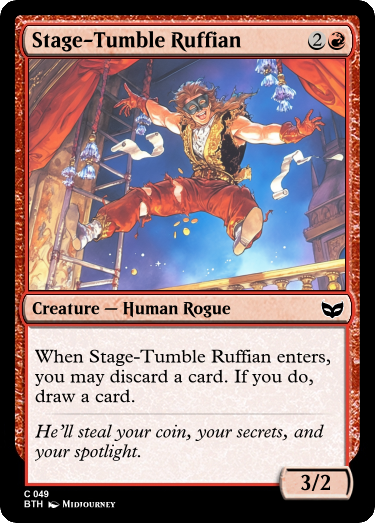 Stage-Tumble Ruffian 2
Creature — Human Rogue
When Stage-Tumble Ruffian enters,
you may discard a card. If you do,
draw a card.
He'll steal your coin, your secrets, and
your spotlight.
3/2
C 049
BTH Midjourney